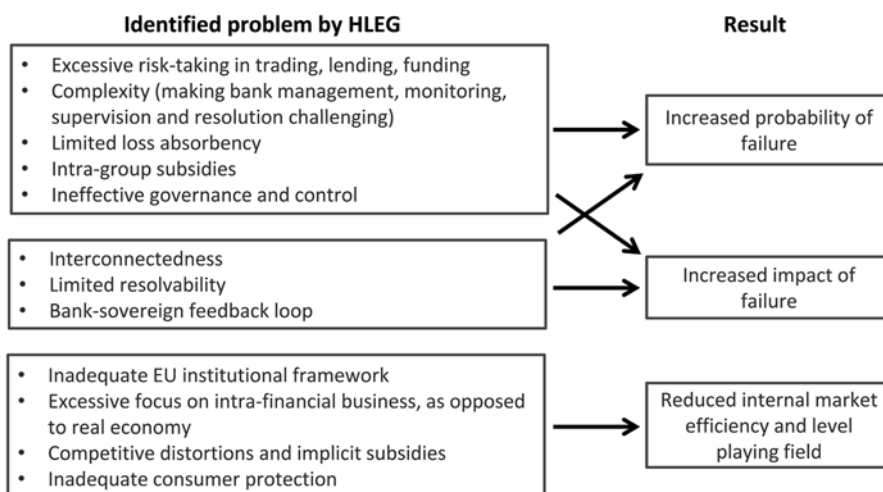 Identified problem by HLEG
Result
• Excessive risk-taking in trading, lending, funding
• Complexity (making bank management, monitoring,
supervision and resolution challenging)
• Limited loss absorbency
• Intra-group subsidies
• Ineffective governance and control
Increased probability of
failure
• Interconnectedness
• Limited resolvability
• Bank-sovereign feedback loop
Increased impact of
failure
• Inadequate EU institutional framework
• Excessive focus on intra-financial business, as opposed
to real economy
• Competitive distortions and implicit subsidies
• Inadequate consumer protection
Reduced internal market
efficiency and level
playing field